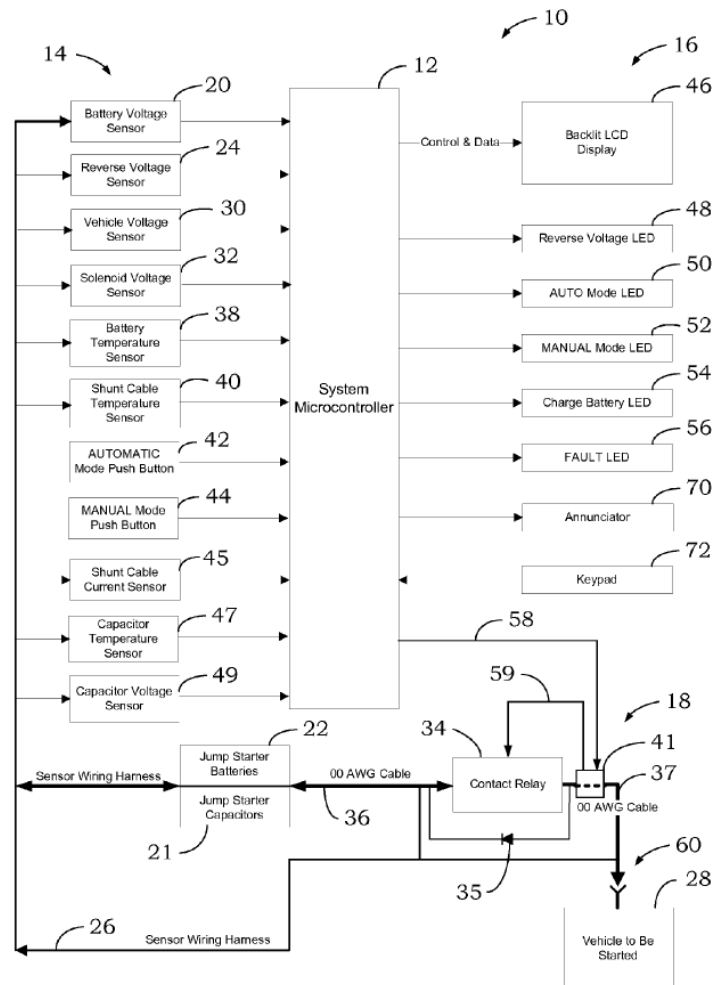 10
14
12
16
20
46
Battery Voltage
Sensor
Control & Data
Backlit LCD
Display
24
Reverse Voltage
Sensor
30
48
Vehicle Voltage
Sensor
Reverse Voltage LED
32
50
Solenoid Voltage
Sensor
AUTO Mode LED
38
52
Battery
Temperature
Sensor
MANUAL Mode LED
System
Microcontroller
40
54
Shunt Cable
Temperature
Sensor
Charge Battery LED
42
56
AUTOMATIC
Mode Push Button
FAULT LED
44
70
MANUAL Mode
Push Button
Annunciator
45
72
Shunt Cable
Current Sensor
Keypad
47
58
Capacitor
Temperature
Sensor
49
59
Capacitor Voltage
Sensor
18
22
34
41
Jump Starter
Batteries
37
Sensor Wiring Harness
00 AWG Cable
Contact Relay
00 AWG Cable
Jump Starter
Capacitors
36
21
35
60
28
26
Sensor Wiring Harness
Vehicle to Be
Started